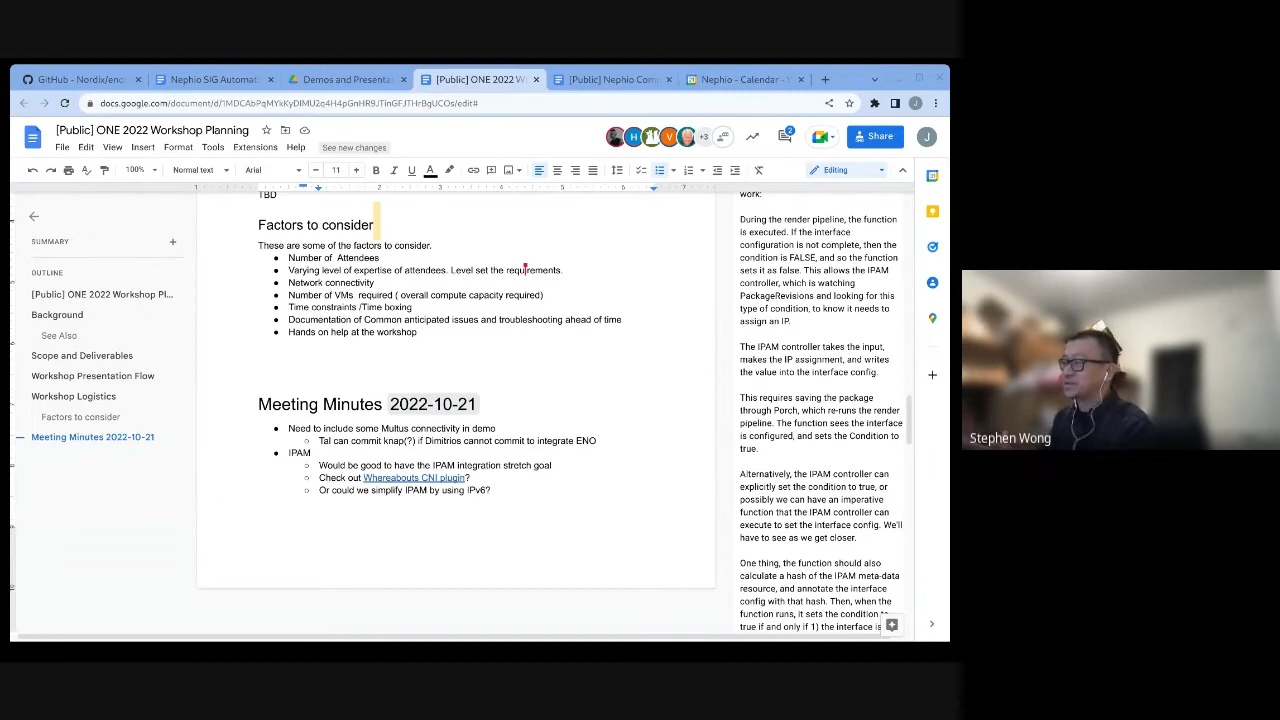 GitHub - Nordix/eno:
Nephio SIG Automat
Demos and Presentat
[Public] ONE 2022 W
[Public] Nephio Com
Nephio - Calendar -
docs.google.com/document/d/1MDCAbPqMYkKyDIMU2q4H4pGnHR9JTinGFJTHrBgUCOs/edit#
J
[Public] ONE 2022 Workshop Planning
File Edit View Insert Format Tools Extensions Help
See new changes
H
V
+3
2
Share
J
100%
Normal text
Arial
11
B I U A
Editing
1 2 3 4 5 6 7
SUMMARY
OUTLINE
[Public] ONE 2022 Workshop Pl...
Background
See Also
Scope and Deliverables
Workshop Presentation Flow
Workshop Logistics
Factors to consider
Meeting Minutes 2022-10-21
TBD
Factors to consider
These are some of the factors to consider.
● Number of Attendees
● Varying level of expertise of attendees. Level set the requirements.
● Network connectivity
● Number of VMs required ( overall compute capacity required)
● Time constraints /Time boxing
● Documentation of Common anticipated issues and troubleshooting ahead of time
● Hands on help at the workshop
Meeting Minutes 2022-10-21
● Need to include some Multus connectivity in demo
○ Tal can commit knap(?) if Dimitrios cannot commit to integrate ENO
● IPAM
○ Would be good to have the IPAM integration stretch goal
○ Check out Whereabouts CNI plugin?
○ Or could we simplify IPAM by using IPv6?
work:
During the render pipeline, the function
is executed. If the interface
configuration is not complete, then the
condition is FALSE, and so the function
sets it as false. This allows the IPAM
controller, which is watching
PackageRevisions and looking for this
type of condition, to know it needs to
assign an IP.
The IPAM controller takes the input,
makes the IP assignment, and writes
the value into the interface config.
This requires saving the package
through Porch, which re-runs the render
pipeline. The function sees the interface
is configured, and sets the Condition to
true.
Alternatively, the IPAM controller can
explicitly set the condition to true, or
possibly we can have an imperative
function that the IPAM controller can
execute to set the interface config. We'll
have to see as we get closer.
One thing, the function should also
calculate a hash of the IPAM meta-data
resource, and annotate the interface
config with that hash. Then, when the
function runs, it sets the condition to
true if and only if 1) the interface is
Stephen Wong